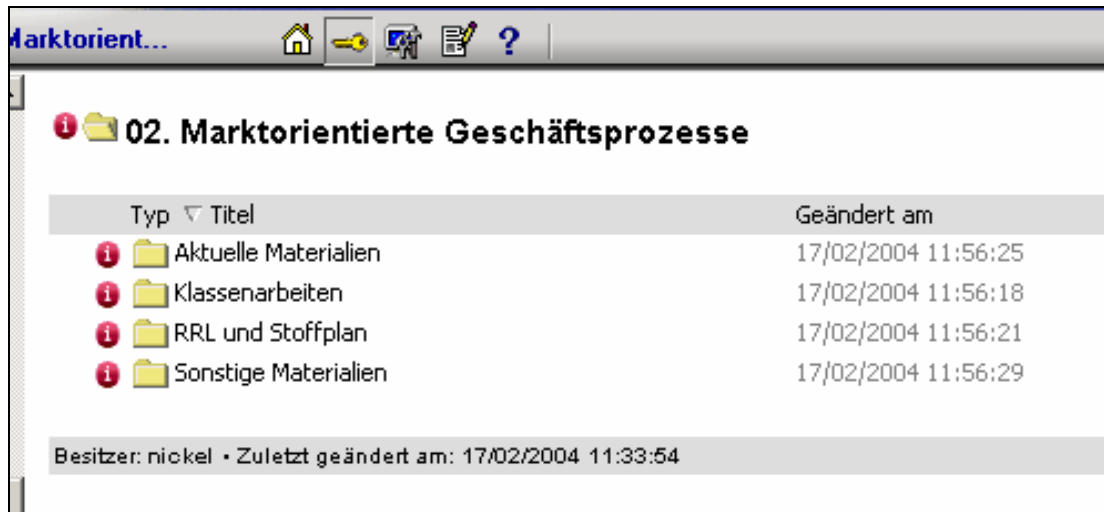 Marktorient...
02. Marktorientierte Geschäftsprozesse
Typ Titel Geändert am
Aktuelle Materialien 17/02/2004 11:56:25
Klassenarbeiten 17/02/2004 11:56:18
RRL und Stoffplan 17/02/2004 11:56:21
Sonstige Materialien 17/02/2004 11:56:29
Besitzer: nickel • Zuletzt geändert am: 17/02/2004 11:33:54